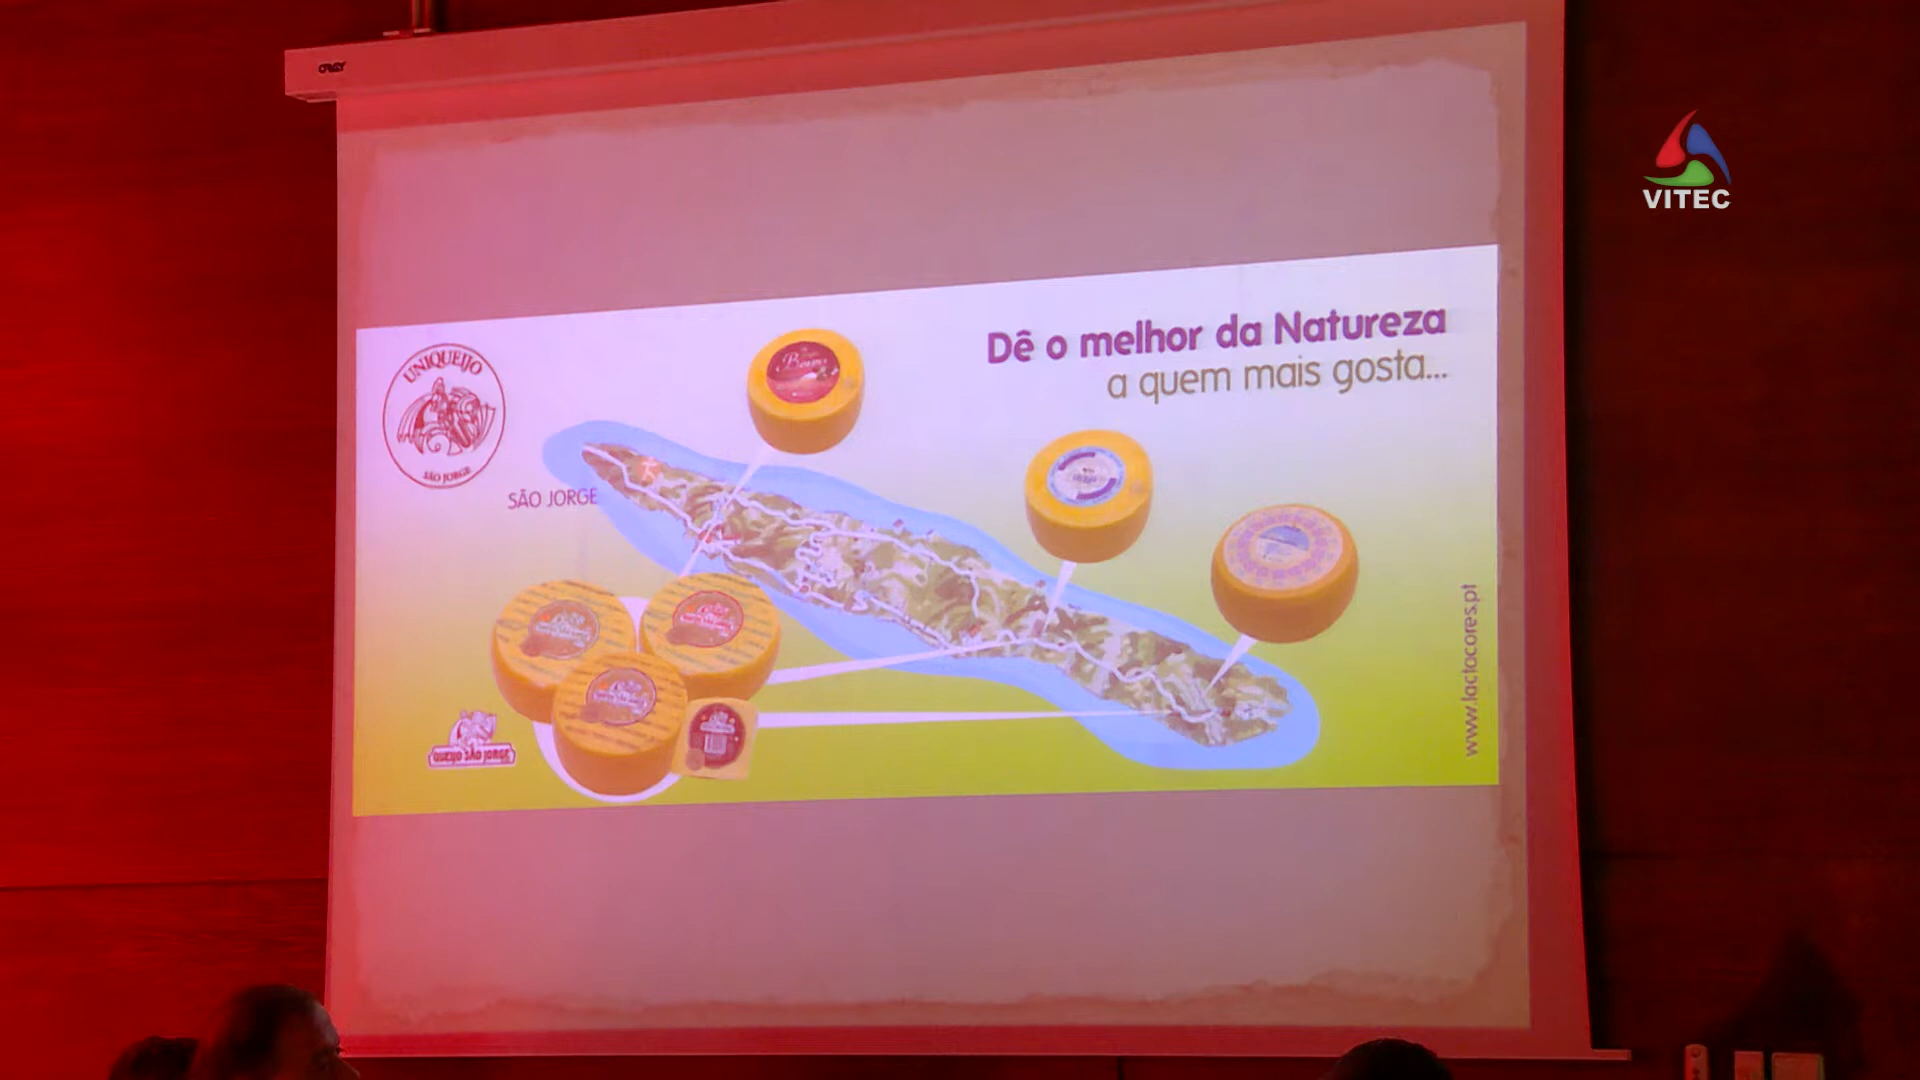 ORAY
VITEC
UNIQUEIJO
SÃO JORGE
Dê o melhor da Natureza
a quem mais gosta...
SÃO JORGE
QUEIJO SÃO JORGE
www.lactacores.pt